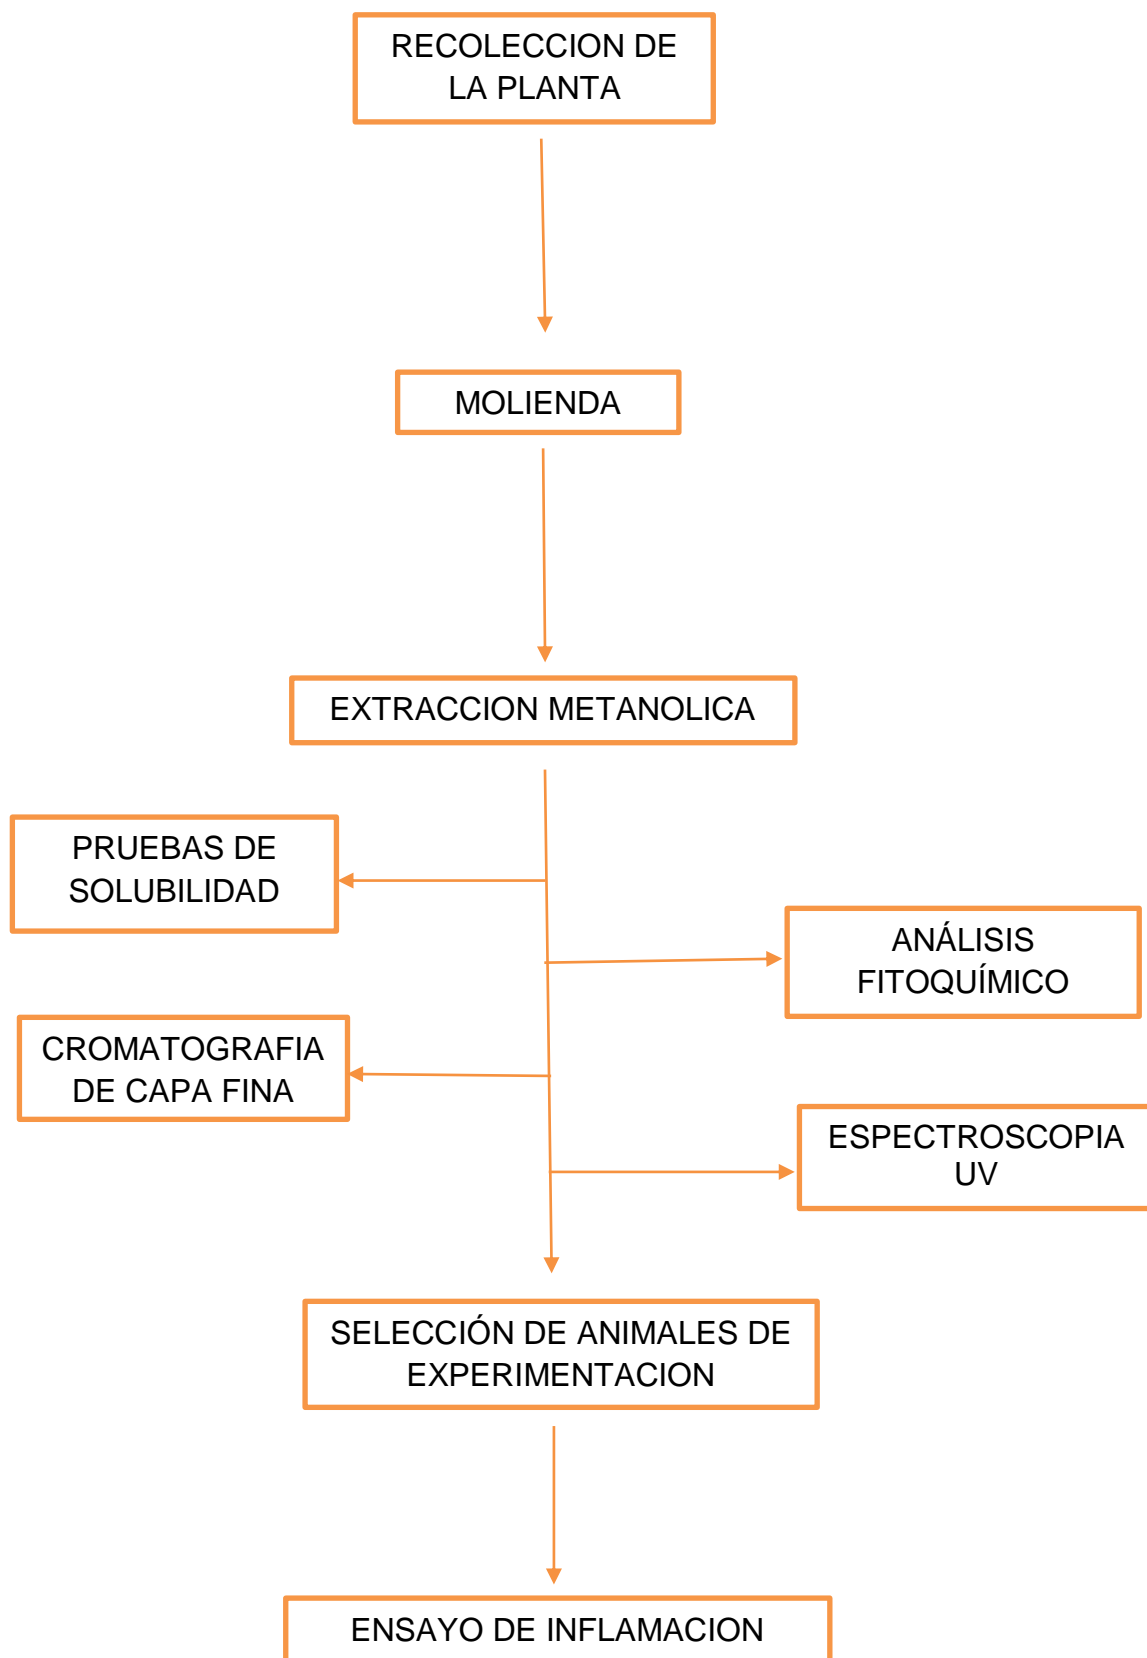 RECOLECCION DE
LA PLANTA
MOLIENDA
EXTRACCION METANOLICA
PRUEBAS DE
SOLUBILIDAD
ANÁLISIS
FITOQUÍMICO
CROMATOGRAFIA
DE CAPA FINA
ESPECTROSCOPIA
UV
SELECCIÓN DE ANIMALES DE
EXPERIMENTACION
ENSAYO DE INFLAMACION